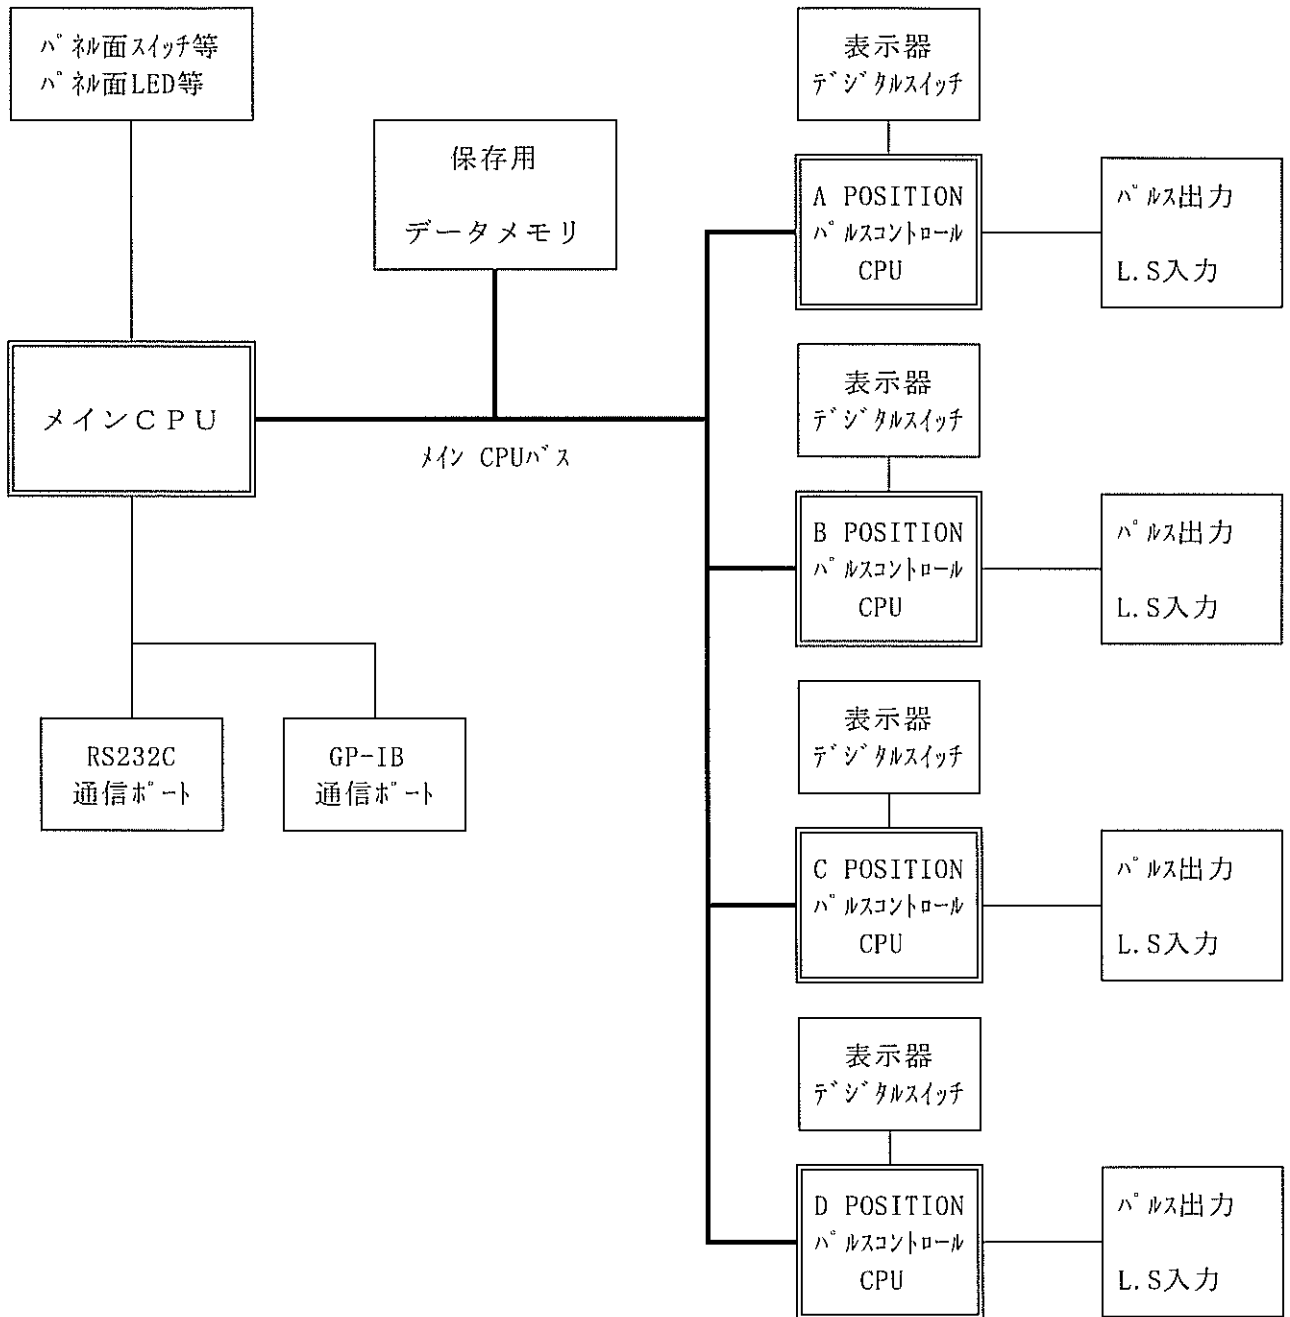 ﾊﾟﾈﾙ面ｽｲｯﾁ等
ﾊﾟﾈﾙ面LED等
保存用
データメモリ
メインＣＰＵ
ﾒｲﾝ CPUﾊﾞｽ
RS232C
通信ﾎﾟｰﾄ
GP-IB
通信ﾎﾟｰﾄ
表示器
ﾃﾞｼﾞﾀﾙｽｲｯﾁ
A POSITION
ﾊﾟﾙｽｺﾝﾄﾛｰﾙ
CPU
ﾊﾟﾙｽ出力
L.S入力
表示器
ﾃﾞｼﾞﾀﾙｽｲｯﾁ
B POSITION
ﾊﾟﾙｽｺﾝﾄﾛｰﾙ
CPU
ﾊﾟﾙｽ出力
L.S入力
表示器
ﾃﾞｼﾞﾀﾙｽｲｯﾁ
C POSITION
ﾊﾟﾙｽｺﾝﾄﾛｰﾙ
CPU
ﾊﾟﾙｽ出力
L.S入力
表示器
ﾃﾞｼﾞﾀﾙｽｲｯﾁ
D POSITION
ﾊﾟﾙｽｺﾝﾄﾛｰﾙ
CPU
ﾊﾟﾙｽ出力
L.S入力